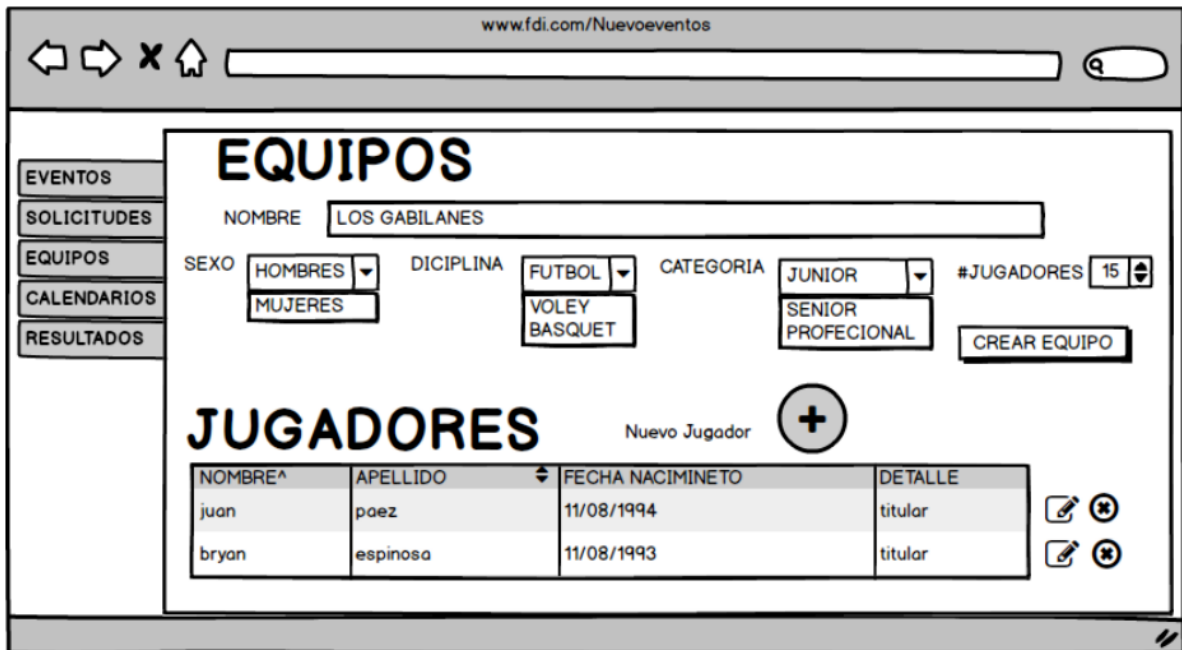 www.fdi.com/Nuevoeventos
EVENTOS
SOLICITUDES
EQUIPOS
CALENDARIOS
RESULTADOS
EQUIPOS
NOMBRE LOS GABILANES
SEXO HOMBRES DICIPLINA FUTBOL CATEGORIA JUNIOR #JUGADORES 15
MUJERES VOLEY SENIOR
BASQUET PROFECIONAL
CREAR EQUIPO
JUGADORES Nuevo Jugador +
NOMBRE^ APELLIDO FECHA NACIMINETO DETALLE
juan paez 11/08/1994 titular
bryan espinosa 11/08/1993 titular